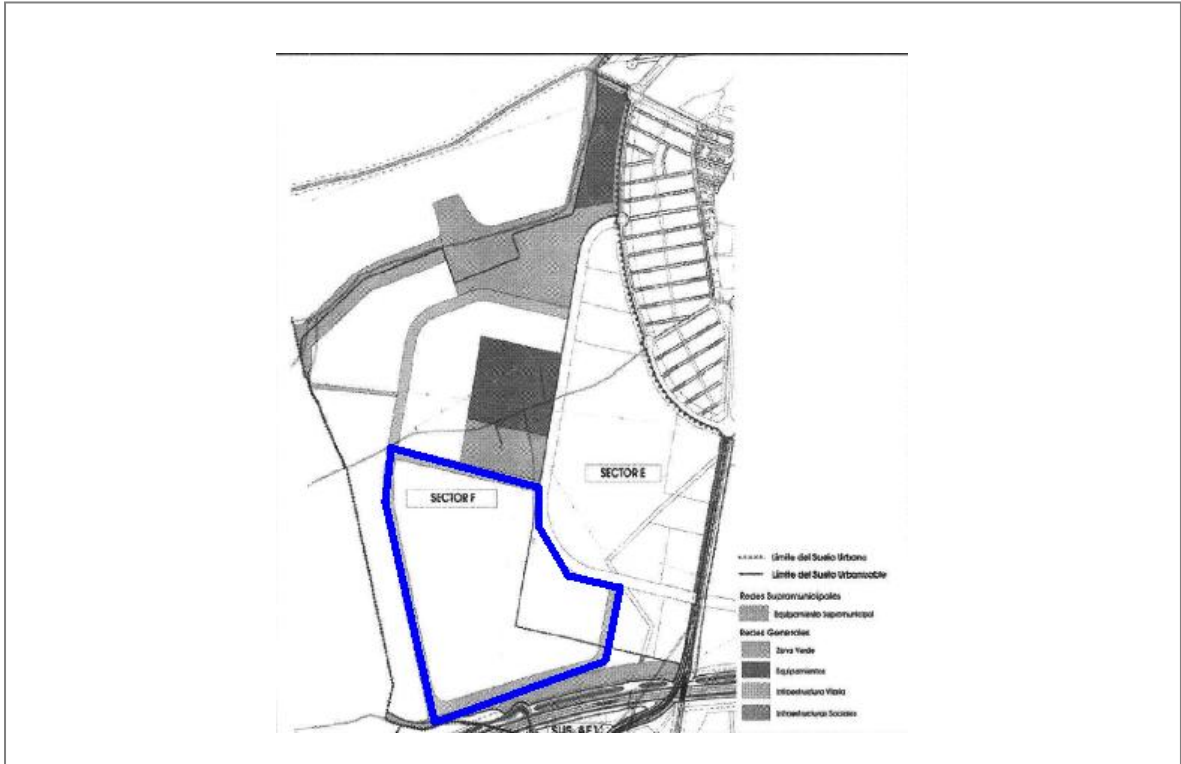 SECTOR E
SECTOR F
Límite del Suelo Urbano
Límite del Suelo Urbanizable
Redes Supramunicipales
Equipamiento Supramunicipal
Redes Generales
Zona Verde
Equipamientos
Infraestructura Viaria
Infraestructuras Sociales